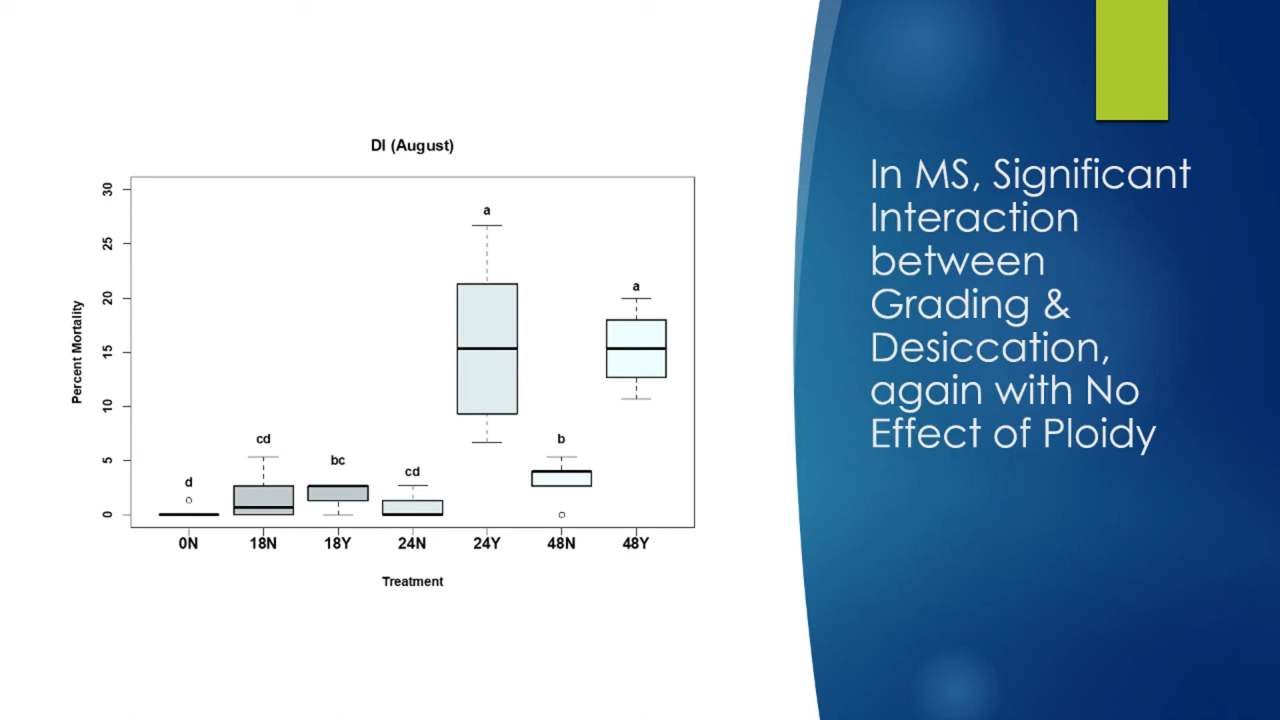 DI (August)
30
25
20
15
10
5
0
Percent Mortality
d
cd
bc
cd
a
b
a
0N
18N
18Y
24N
24Y
48N
48Y
Treatment
In MS, Significant
Interaction
between
Grading &
Desiccation,
again with No
Effect of Ploidy